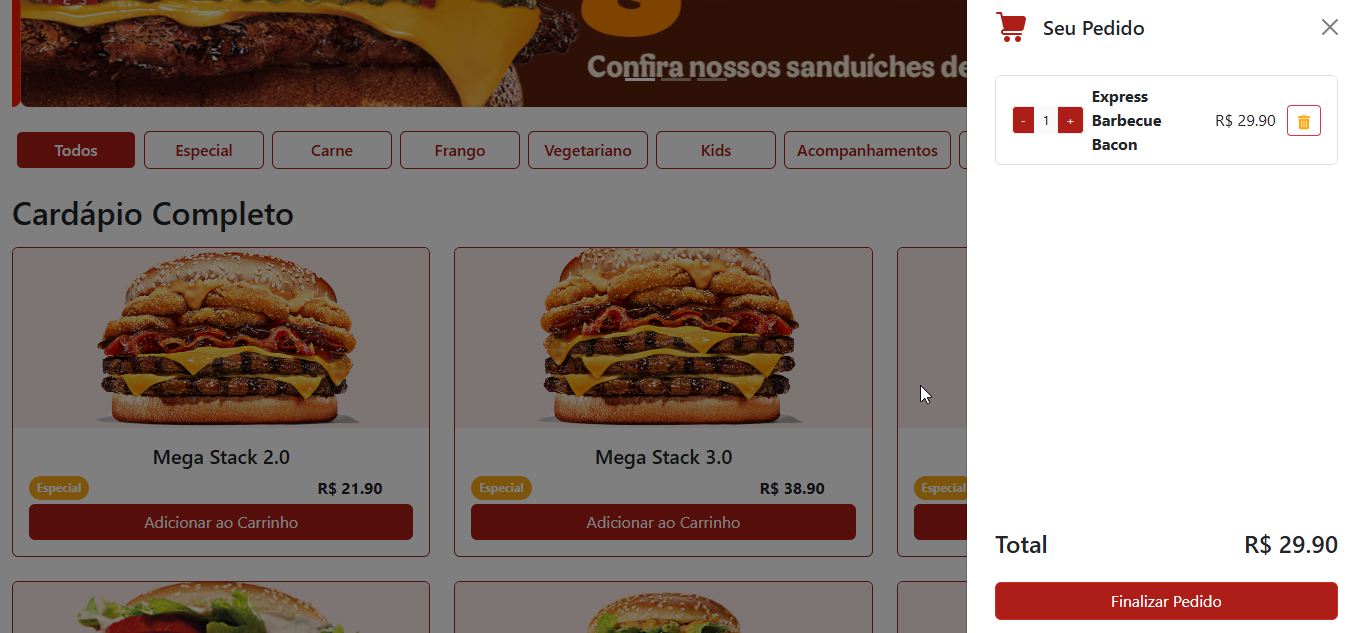 Confira nossos sanduíches de
Todos
Especial
Carne
Frango
Vegetariano
Kids
Acompanhamentos
Cardápio Completo
Mega Stack 2.0
Especial
R$ 21.90
Adicionar ao Carrinho
Mega Stack 3.0
Especial
R$ 38.90
Adicionar ao Carrinho
Especial
Seu Pedido
- 1 +
Express
Barbecue
Bacon
R$ 29.90
Total
R$ 29.90
Finalizar Pedido